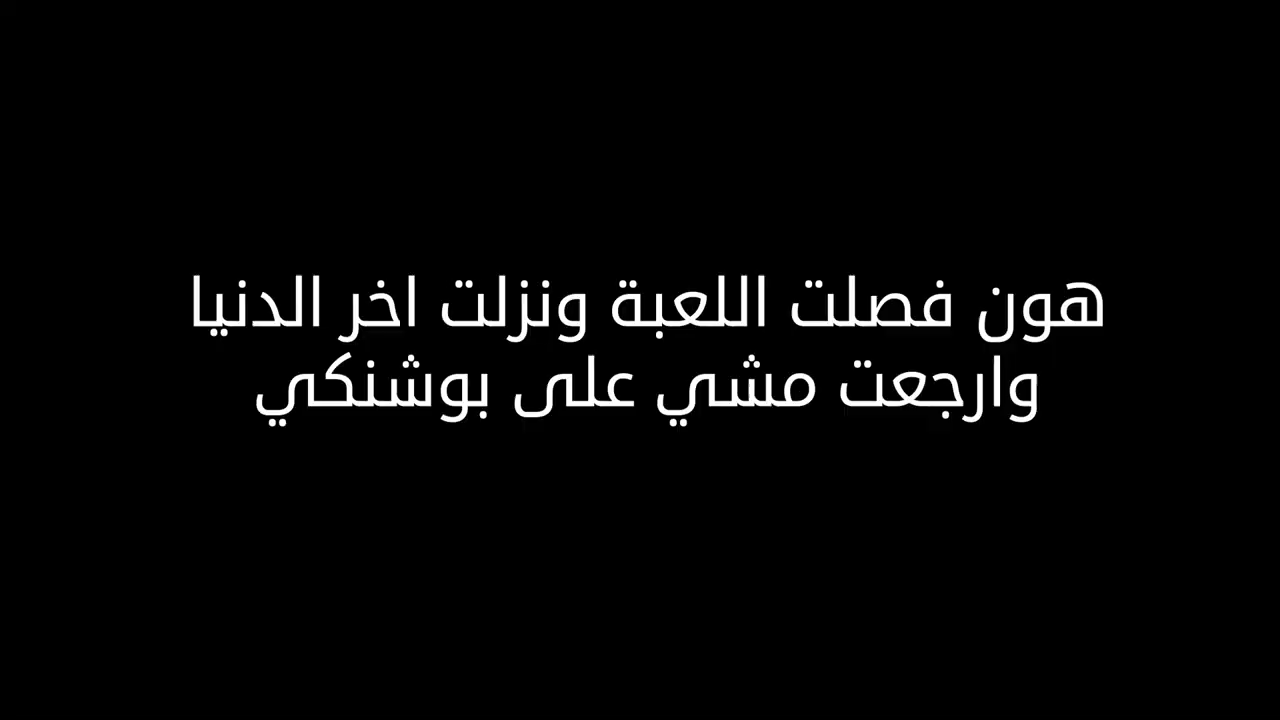 هون فصلت اللعبة ونزلت اخر الدنيا
وارجعت مشي على بوشنكي